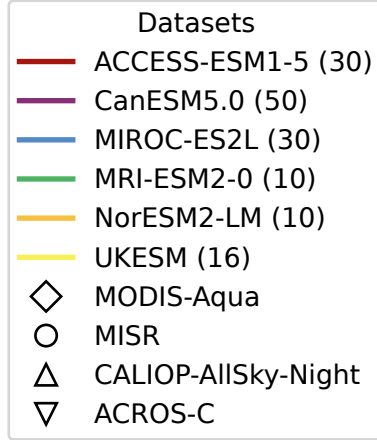 Datasets
ACCESS-ESM1-5 (30)
CanESM5.0 (50)
MIROC-ES2L (30)
MRI-ESM2-0 (10)
NorESM2-LM (10)
UKESM (16)
MODIS-Aqua
MISR
CALIOP-AllSky-Night
ACROS-C